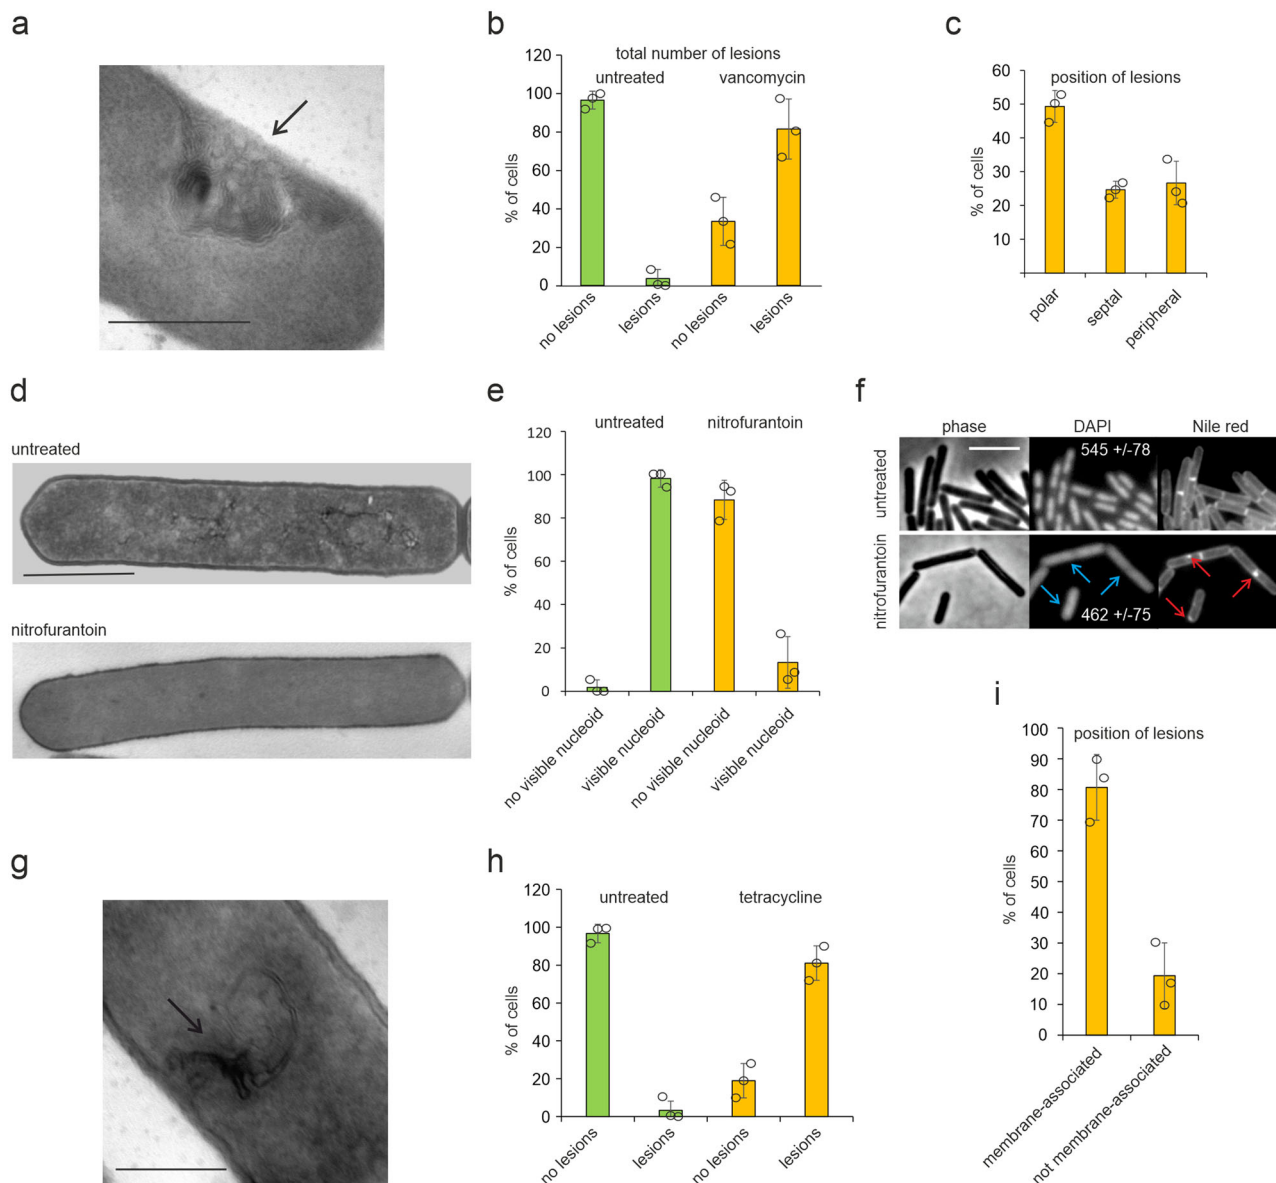 a
b
total number of lesions
untreated
vancomycin
% of cells
120
100
80
60
40
20
0
no lesions
lesions
no lesions
lesions
c
position of lesions
% of cells
60
50
40
30
20
10
polar
septal
peripheral
d
untreated
nitrofurantoin
e
untreated
nitrofurantoin
% of cells
120
100
80
60
40
20
0
no visible nucleoid
visible nucleoid
no visible nucleoid
visible nucleoid
f
phase
DAPI
Nile red
untreated
545 +/-78
nitrofurantoin
462 +/-75
g
h
untreated
tetracycline
% of cells
120
100
80
60
40
20
0
no lesions
lesions
no lesions
lesions
i
position of lesions
% of cells
100
90
80
70
60
50
40
30
20
10
0
membrane-associated
not membrane-associated